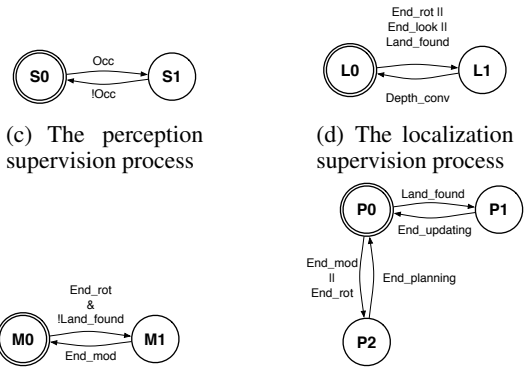 Occ
S0
S1
!Occ
(c) The perception
supervision process
End_rot ||
End_look ||
Land_found
L0
L1
Depth_conv
(d) The localization
supervision process
End_rot
&
!Land_found
M0
M1
End_mod
Land_found
P0
P1
End_updating
End_mod
||
End_rot
End_planning
P2